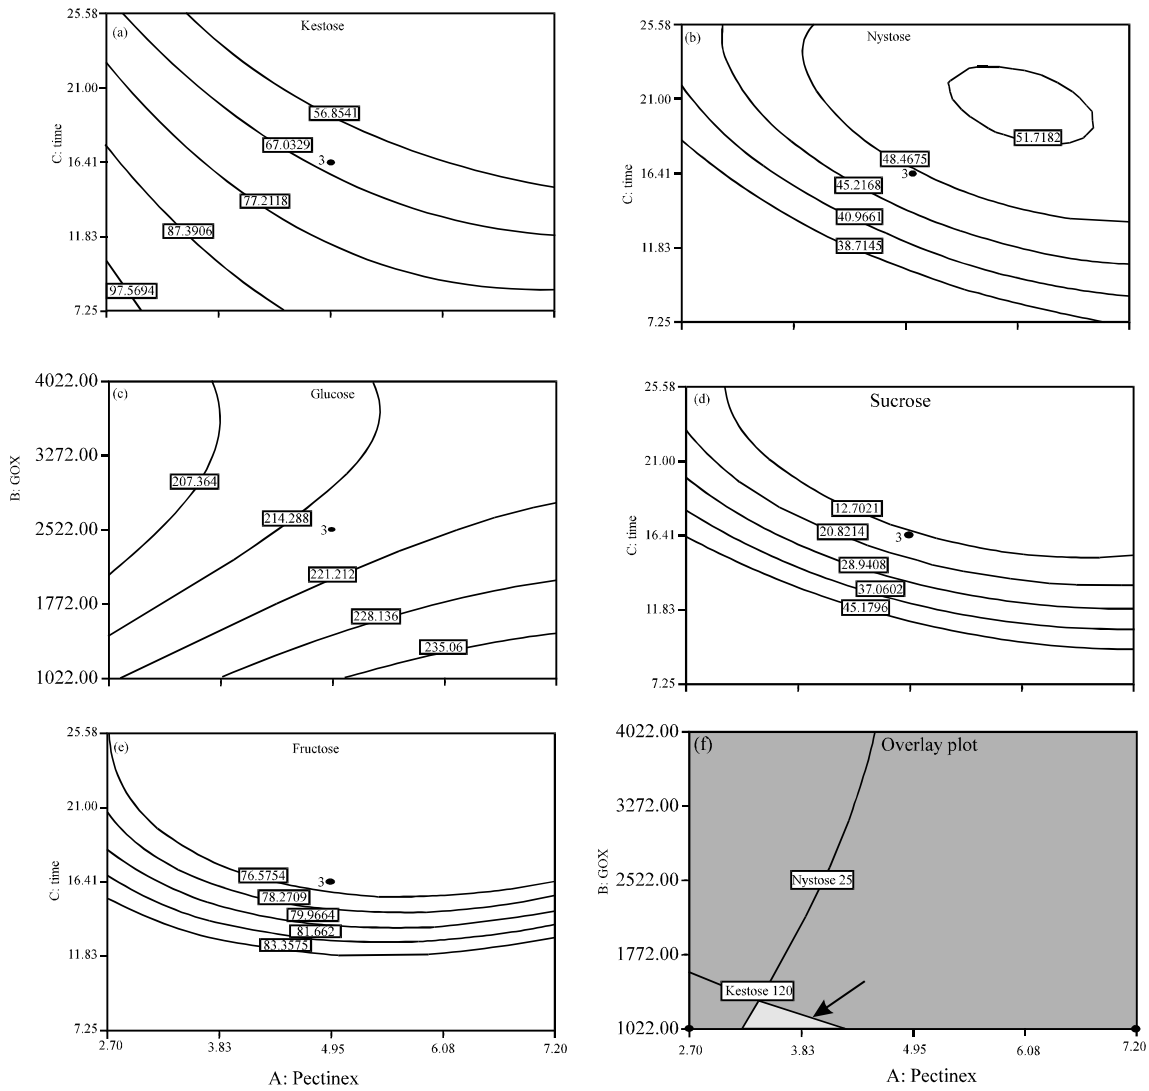 25.58
(a)
Kestose
21.00
56.8541
C: time
67.0329
16.41
3
77.2118
11.83
87.3906
97.5694
7.25
25.58
(b)
Nystose
21.00
51.7182
C: time
48.4675
16.41
3
45.2168
40.9661
11.83
38.7145
7.25
4022.00
(c)
Glucose
3272.00
B: GOX
207.364
214.288
2522.00
3
221.212
1772.00
228.136
235.06
1022.00
25.58
(d)
Sucrose
21.00
C: time
12.7021
16.41
20.8214
3
28.9408
37.0602
11.83
45.1796
7.25
25.58
(e)
Fructose
21.00
C: time
76.5754
16.41
3
78.2709
79.9664
81.662
83.3575
11.83
7.25
2.70 3.83 4.95 6.08 7.20
A: Pectinex
4022.00
(f)
Overlay plot
3272.00
B: GOX
2522.00
Nystose 25
1772.00
Kestose 120
1022.00
2.70 3.83 4.95 6.08 7.20
A: Pectinex